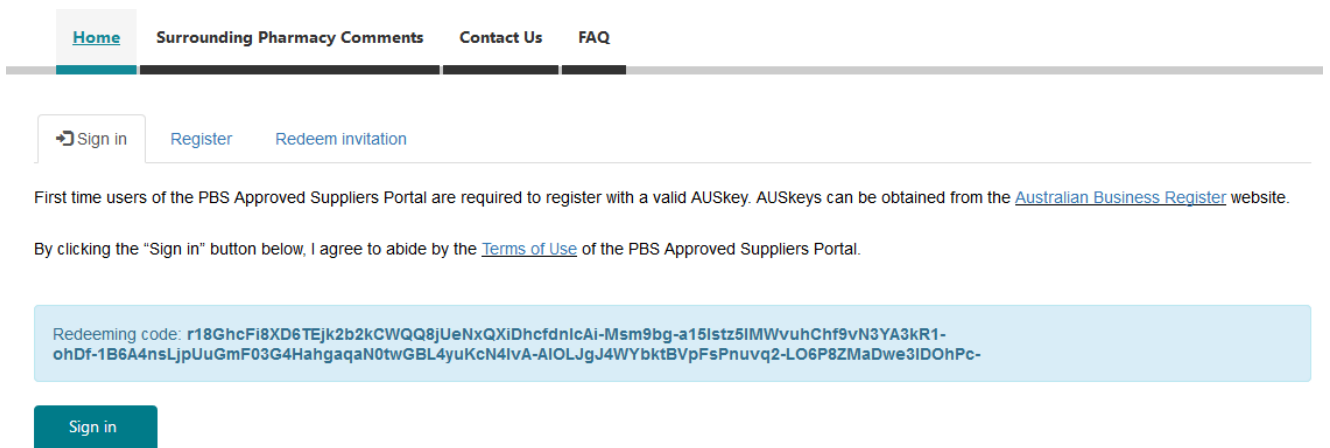 Home Surrounding Pharmacy Comments Contact Us FAQ
Sign in Register Redeem invitation
First time users of the PBS Approved Suppliers Portal are required to register with a valid AUSkey. AUSkeys can be obtained from the Australian Business Register website.
By clicking the “Sign in” button below, I agree to abide by the Terms of Use of the PBS Approved Suppliers Portal.
Redeeming code: r18GhcFi8XD6TEjk2b2kCWQQ8jUeNxQXiDhcfdnlcAi-Msm9bg-a15lstz5lMWvuhChf9vN3YA3kR1-
ohDf-1B6A4nsLjpUuGmF03G4HahgaqaN0twGBL4yuKcN4lvA-AlOLJgJ4WYbktBVpFsPnuvq2-LO6P8ZMaDwe3lDOhPc-
Sign in